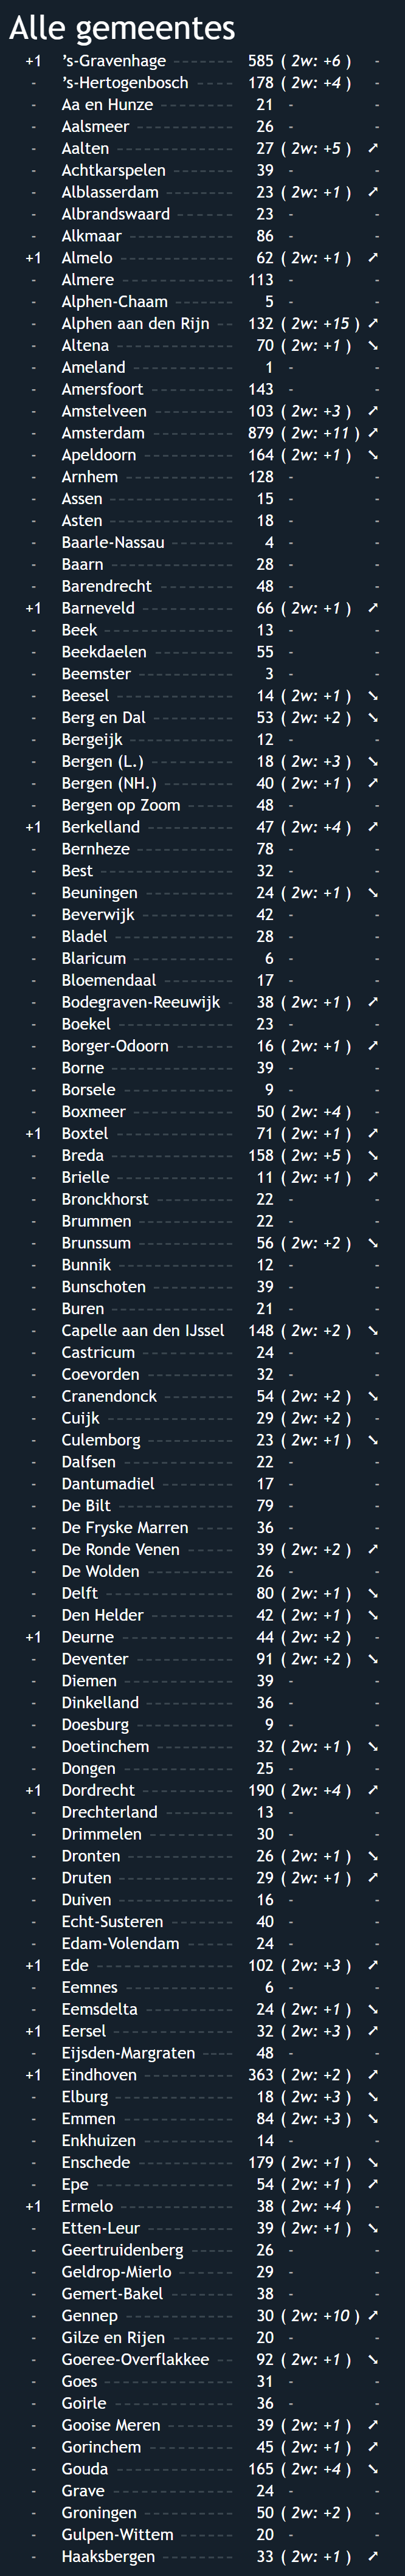 Alle gemeentes
+1 ’s-Gravenhage ------- 585 ( 2w: +6 ) -
- ’s-Hertogenbosch ----- 178 ( 2w: +4 ) -
- Aa en Hunze -------- 21 - -
- Aalsmeer ---------- 26 - -
- Aalten ------------ 27 ( 2w: +5 ) ➚
- Achtkarspelen ------- 39 - -
- Alblasserdam ------- 23 ( 2w: +1 ) ➚
- Albrandswaard ------ 23 - -
- Alkmaar ----------- 86 - -
+1 Almelo ------------ 62 ( 2w: +1 ) ➚
- Almere ----------- 113 - -
- Alphen-Chaam ------- 5 - -
- Alphen aan den Rijn -- 132 ( 2w: +15 ) ➚
- Altena ------------ 70 ( 2w: +1 ) ➘
- Ameland ---------- 1 - -
- Amersfoort -------- 143 - -
- Amstelveen -------- 103 ( 2w: +3 ) ➚
- Amsterdam -------- 879 ( 2w: +11 ) ➚
- Apeldoorn --------- 164 ( 2w: +1 ) ➘
- Arnhem ----------- 128 - -
- Assen ------------ 15 - -
- Asten ------------- 18 - -
- Baarle-Nassau ------- 4 - -
- Baarn ------------ 28 - -
- Barendrecht -------- 48 - -
+1 Barneveld ---------- 66 ( 2w: +1 ) ➚
- Beek ------------- 13 - -
- Beekdaelen -------- 55 - -
- Beemster ---------- 3 - -
- Beesel ------------ 14 ( 2w: +1 ) ➘
- Berg en Dal --------- 53 ( 2w: +2 ) ➘
- Bergeijk ----------- 12 - -
- Bergen (L.) --------- 18 ( 2w: +3 ) ➘
- Bergen (NH.) -------- 40 ( 2w: +1 ) ➚
- Bergen op Zoom ----- 48 - -
+1 Berkelland --------- 47 ( 2w: +4 ) ➚
- Bernheze ---------- 78 - -
- Best -------------- 32 - -
- Beuningen --------- 24 ( 2w: +1 ) ➘
- Beverwijk ---------- 42 - -
- Bladel ------------ 28 - -
- Blaricum ---------- 6 - -
- Bloemendaal ------- 17 - -
- Bodegraven-Reeuwijk - 38 ( 2w: +1 ) ➚
- Boekel ------------ 23 - -
- Borger-Odoorn ------ 16 ( 2w: +1 ) ➚
- Borne ------------ 39 - -
- Borsele ----------- 9 - -
- Boxmeer ---------- 50 ( 2w: +4 ) -
+1 Boxtel ------------ 71 ( 2w: +1 ) ➚
- Breda ------------ 158 ( 2w: +5 ) ➘
- Brielle ------------ 11 ( 2w: +1 ) ➚
- Bronckhorst -------- 22 - -
- Brummen ---------- 22 - -
- Brunssum ---------- 56 ( 2w: +2 ) ➘
- Bunnik ------------ 12 - -
- Bunschoten -------- 39 - -
- Buren ------------ 21 - -
- Capelle aan den IJssel 148 ( 2w: +2 ) ➘
- Castricum --------- 24 - -
- Coevorden --------- 32 - -
- Cranendonck ------- 54 ( 2w: +2 ) ➘
- Cuijk ------------- 29 ( 2w: +2 ) -
- Culemborg --------- 23 ( 2w: +1 ) ➘
- Dalfsen ----------- 22 - -
- Dantumadiel ------- 17 - -
- De Bilt ------------ 79 - -
- De Fryske Marren ---- 36 - -
- De Ronde Venen ----- 39 ( 2w: +2 ) ➚
- De Wolden --------- 26 - -
- Delft ------------- 80 ( 2w: +1 ) ➘
- Den Helder --------- 42 ( 2w: +1 ) ➘
+1 Deurne ----------- 44 ( 2w: +2 ) -
- Deventer ---------- 91 ( 2w: +2 ) ➘
- Diemen ----------- 39 - -
- Dinkelland --------- 36 - -
- Doesburg ---------- 9 - -
- Doetinchem -------- 32 ( 2w: +1 ) ➘
- Dongen ----------- 25 - -
+1 Dordrecht --------- 190 ( 2w: +4 ) ➚
- Drechterland ------- 13 - -
- Drimmelen --------- 30 - -
- Dronten ----------- 26 ( 2w: +1 ) ➘
- Druten ------------ 29 ( 2w: +1 ) ➚
- Duiven ------------ 16 - -
- Echt-Susteren ------- 40 - -
- Edam-Volendam ----- 24 - -
+1 Ede -------------- 102 ( 2w: +3 ) ➚
- Eemnes ----------- 6 - -
- Eemsdelta --------- 24 ( 2w: +1 ) ➘
+1 Eersel ------------ 32 ( 2w: +3 ) ➚
- Eijsden-Margraten ---- 48 - -
+1 Eindhoven --------- 363 ( 2w: +2 ) ➚
- Elburg ------------ 18 ( 2w: +3 ) ➘
- Emmen ----------- 84 ( 2w: +3 ) ➘
- Enkhuizen --------- 14 - -
- Enschede ---------- 179 ( 2w: +1 ) ➘
- Epe -------------- 54 ( 2w: +1 ) ➚
+1 Ermelo ----------- 38 ( 2w: +4 ) -
- Etten-Leur --------- 39 ( 2w: +1 ) ➘
- Geertruidenberg ----- 26 - -
- Geldrop-Mierlo ------ 29 - -
- Gemert-Bakel ------- 38 - -
- Gennep ----------- 30 ( 2w: +10 ) ➚
- Gilze en Rijen ------- 20 - -
- Goeree-Overflakkee -- 92 ( 2w: +1 ) ➘
- Goes ------------- 31 - -
- Goirle ------------ 36 - -
- Gooise Meren ------- 39 ( 2w: +1 ) ➚
- Gorinchem --------- 45 ( 2w: +1 ) ➚
- Gouda ------------ 165 ( 2w: +4 ) ➘
- Grave ------------ 24 - -
- Groningen --------- 50 ( 2w: +2 ) -
- Gulpen-Wittem ------ 20 - -
- Haaksbergen ------- 33 ( 2w: +1 ) ➚